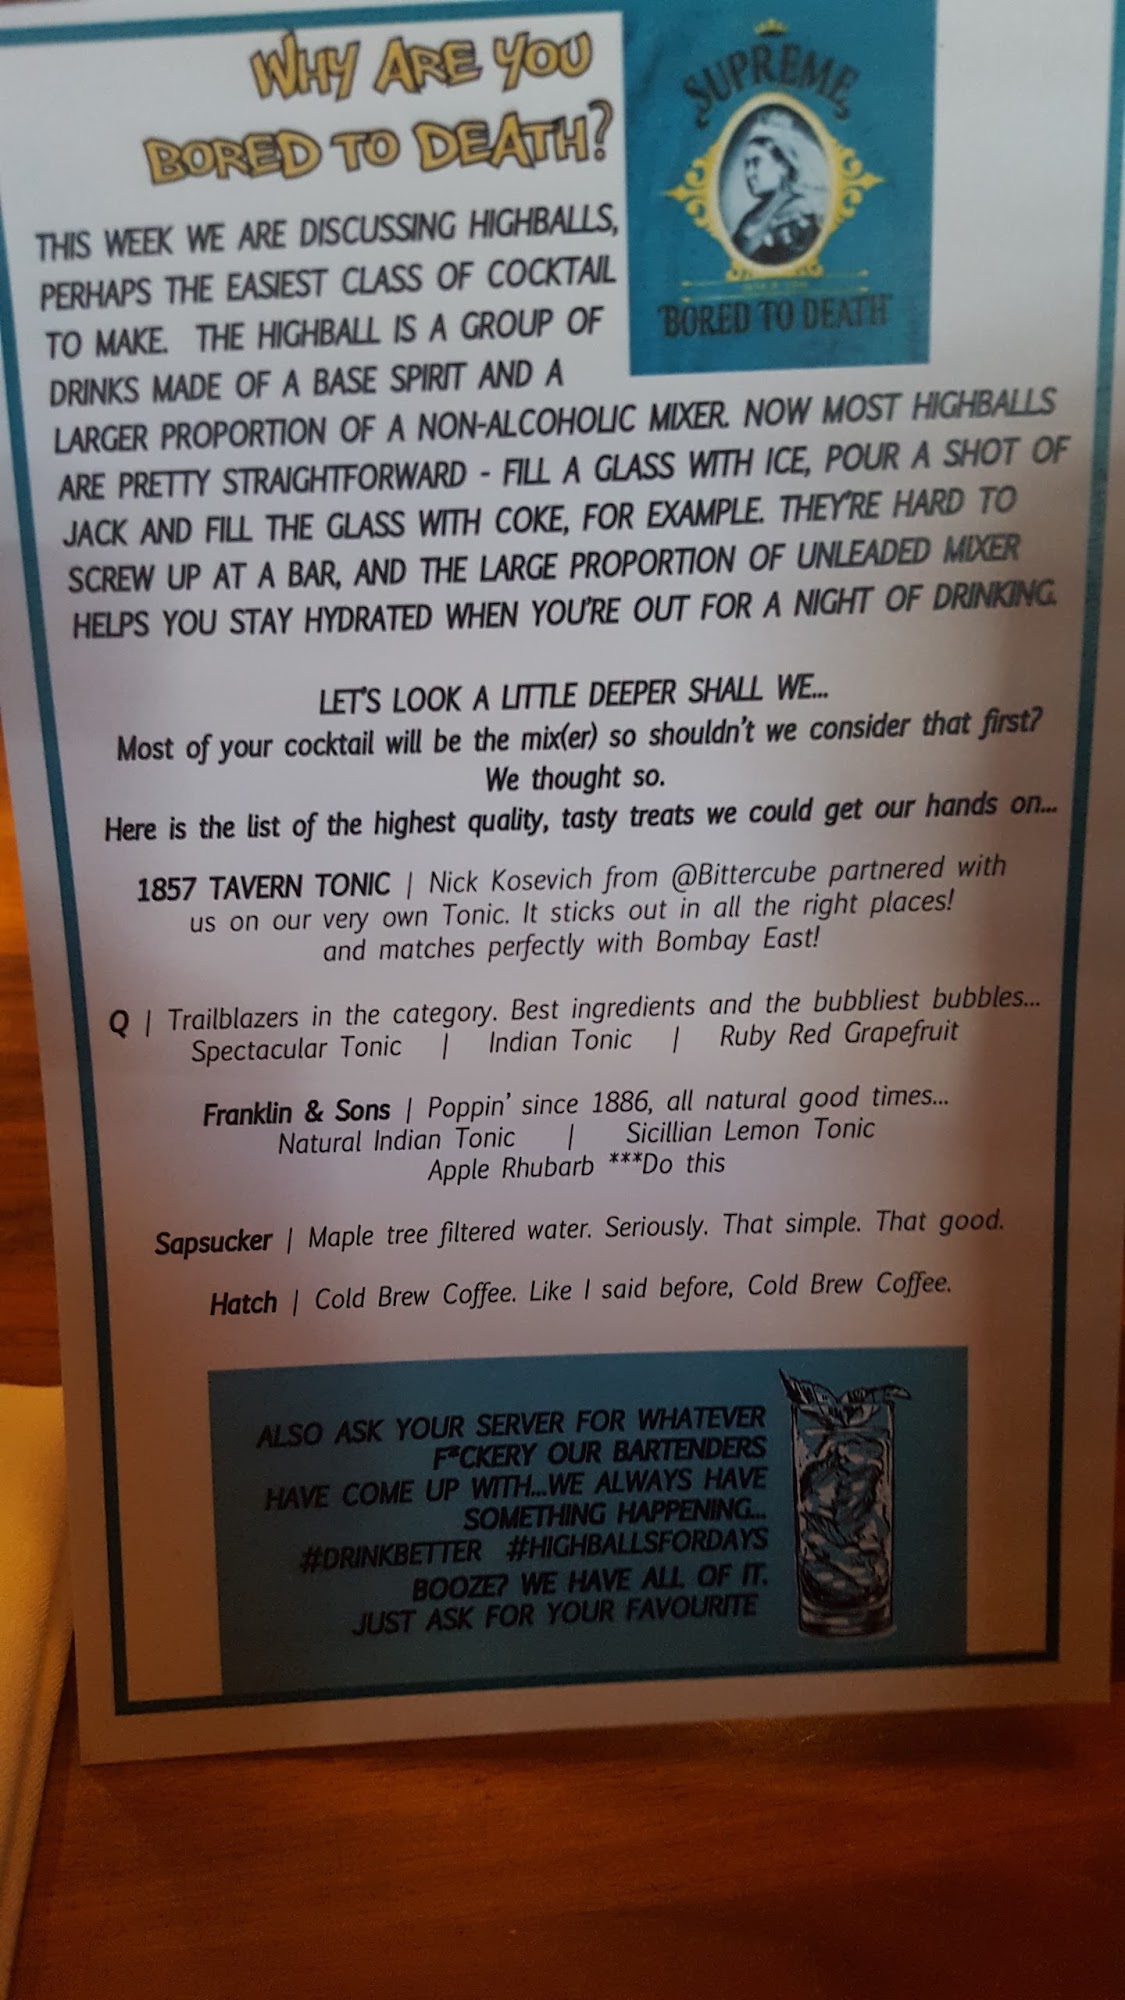 WHY ARE YOU
BORED TO DEATH?
SUPREME
BORED TO DEATH
THIS WEEK WE ARE DISCUSSING HIGHBALLS,
PERHAPS THE EASIEST CLASS OF COCKTAIL
TO MAKE. THE HIGHBALL IS A GROUP OF
DRINKS MADE OF A BASE SPIRIT AND A
LARGER PROPORTION OF A NON-ALCOHOLIC MIXER. NOW MOST HIGHBALLS
ARE PRETTY STRAIGHTFORWARD - FILL A GLASS WITH ICE, POUR A SHOT OF
JACK AND FILL THE GLASS WITH COKE, FOR EXAMPLE. THEY'RE HARD TO
SCREW UP AT A BAR, AND THE LARGE PROPORTION OF UNLEADED MIXER
HELPS YOU STAY HYDRATED WHEN YOU'RE OUT FOR A NIGHT OF DRINKING.
LET'S LOOK A LITTLE DEEPER SHALL WE...
Most of your cocktail will be the mix(er) so shouldn't we consider that first?
We thought so.
Here is the list of the highest quality, tasty treats we could get our hands on...
1857 TAVERN TONIC | Nick Kosevich from @Bittercube partnered with
us on our very own Tonic. It sticks out in all the right places!
and matches perfectly with Bombay East!
Q | Trailblazers in the category. Best ingredients and the bubbliest bubbles...
Spectacular Tonic | Indian Tonic | Ruby Red Grapefruit
Franklin & Sons | Poppin' since 1886, all natural good times...
Natural Indian Tonic | Sicillian Lemon Tonic
Apple Rhubarb ***Do this
Sapsucker | Maple tree filtered water. Seriously. That simple. That good.
Hatch | Cold Brew Coffee. Like I said before, Cold Brew Coffee.
ALSO ASK YOUR SERVER FOR WHATEVER
F*CKERY OUR BARTENDERS
HAVE COME UP WITH...WE ALWAYS HAVE
SOMETHING HAPPENING...
#DRINKBETTER #HIGHBALLSFORDAYS
BOOZE? WE HAVE ALL OF IT.
JUST ASK FOR YOUR FAVOURITE